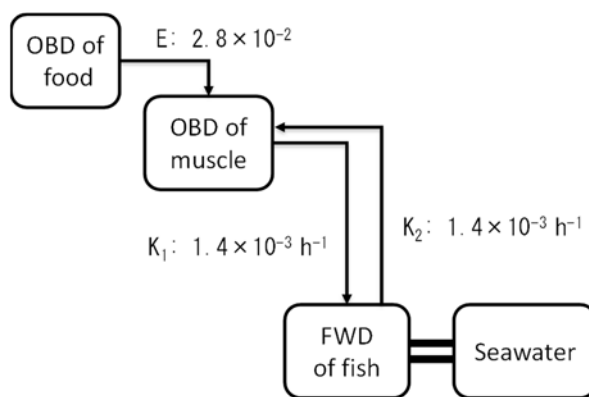 OBD of
food
E: 2.8×10⁻²
OBD of
muscle
K₁: 1.4×10⁻³ h⁻¹
K₂: 1.4×10⁻³ h⁻¹
FWD
of fish
Seawater